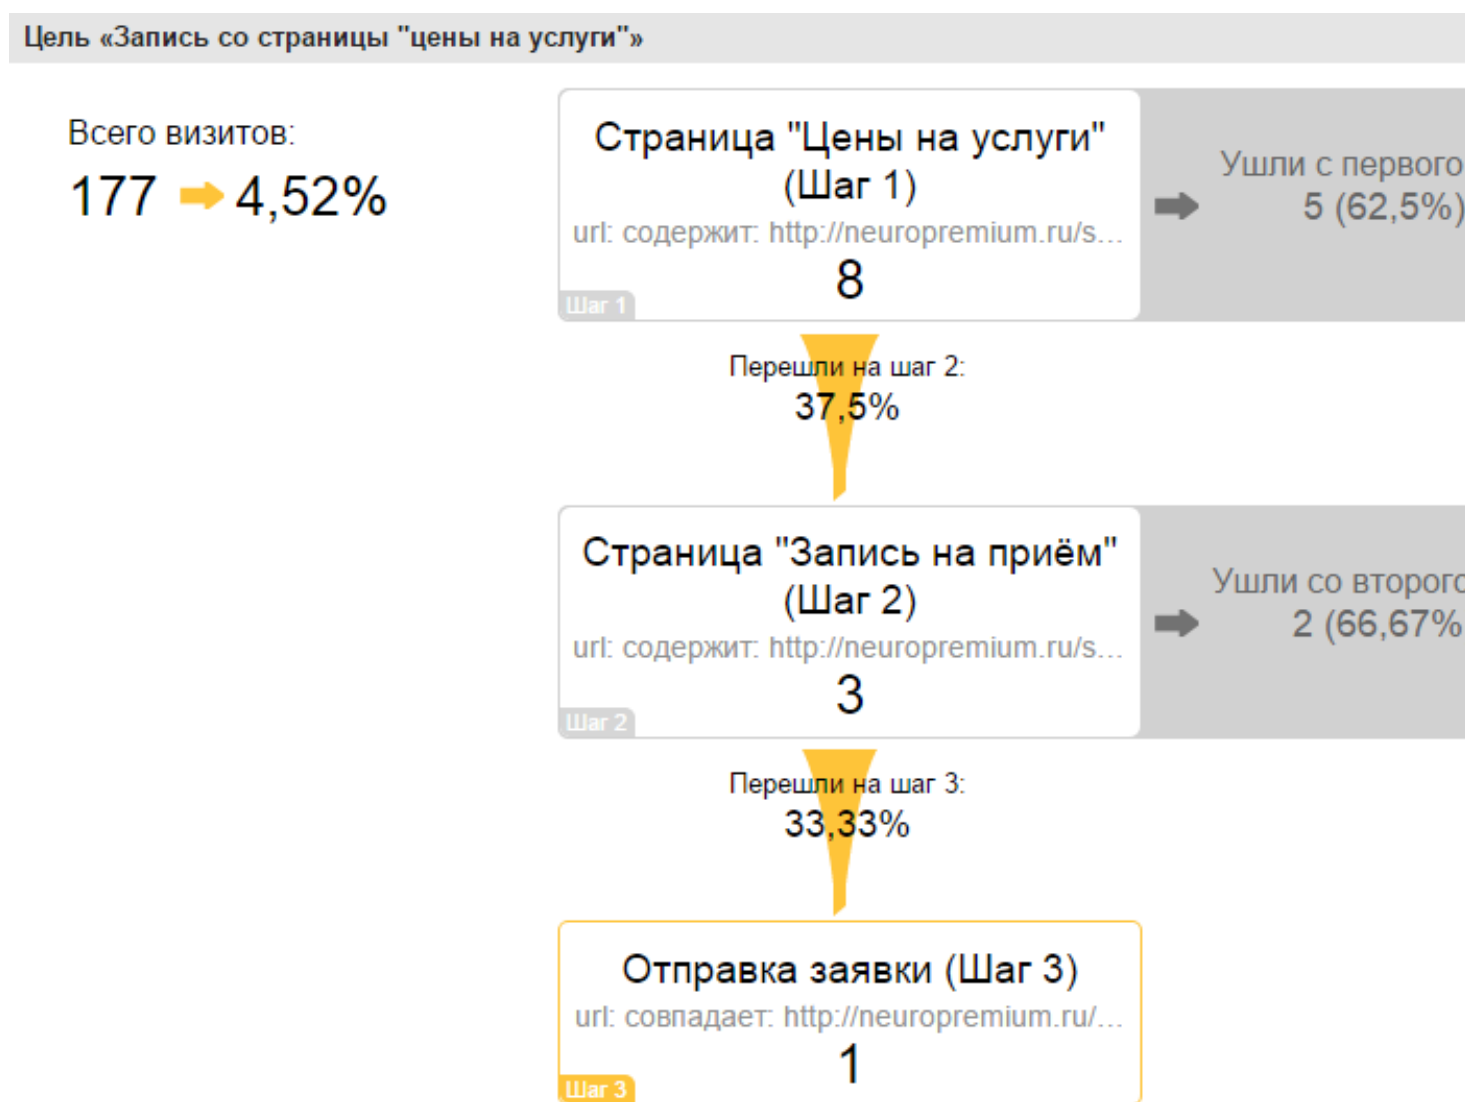 Цель «Запись со страницы "цены на услуги"»
Всего визитов:
177 4,52%
Страница "Цены на услуги"
(Шаг 1)
url: содержит: http://neuropremium.ru/s...
8
Шаг 1
Ушли с первого
5 (62,5%)
Перешли на шаг 2:
37,5%
Страница "Запись на приём"
(Шаг 2)
url: содержит: http://neuropremium.ru/s...
3
Шаг 2
Ушли со второго
2 (66,67%
Перешли на шаг 3:
33,33%
Отправка заявки (Шаг 3)
url: совпадает: http://neuropremium.ru/...
1
Шаг 3